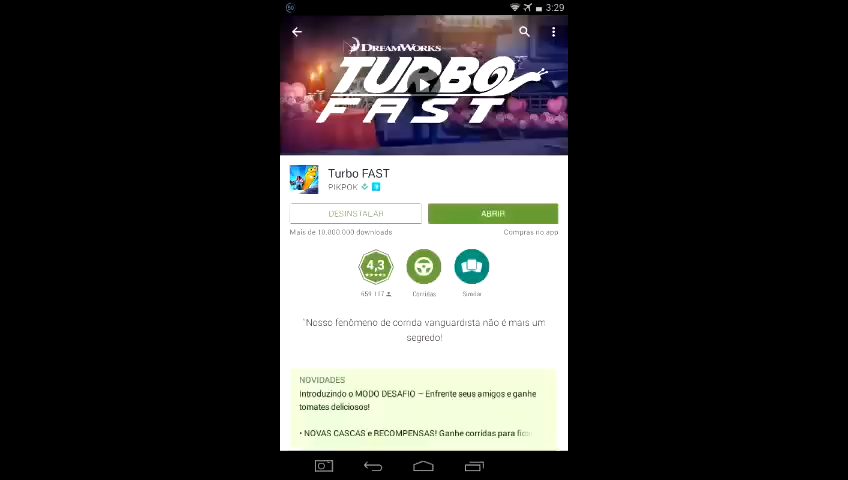 3:29
DREAMWORKS
TURBO
FAST
Turbo FAST
PIKPOK
DESINSTALAR
ABRIR
Mais de 10.000.000 downloads
Compras no app
4,3
Corridas
Similar
"Nosso fenômeno de corrida vanguardista não é mais um
segredo!
NOVIDADES
Introduzindo o MODO DESAFIO – Enfrente seus amigos e ganhe
tomates deliciosos!
• NOVAS CASCAS e RECOMPENSAS! Ganhe corridas para